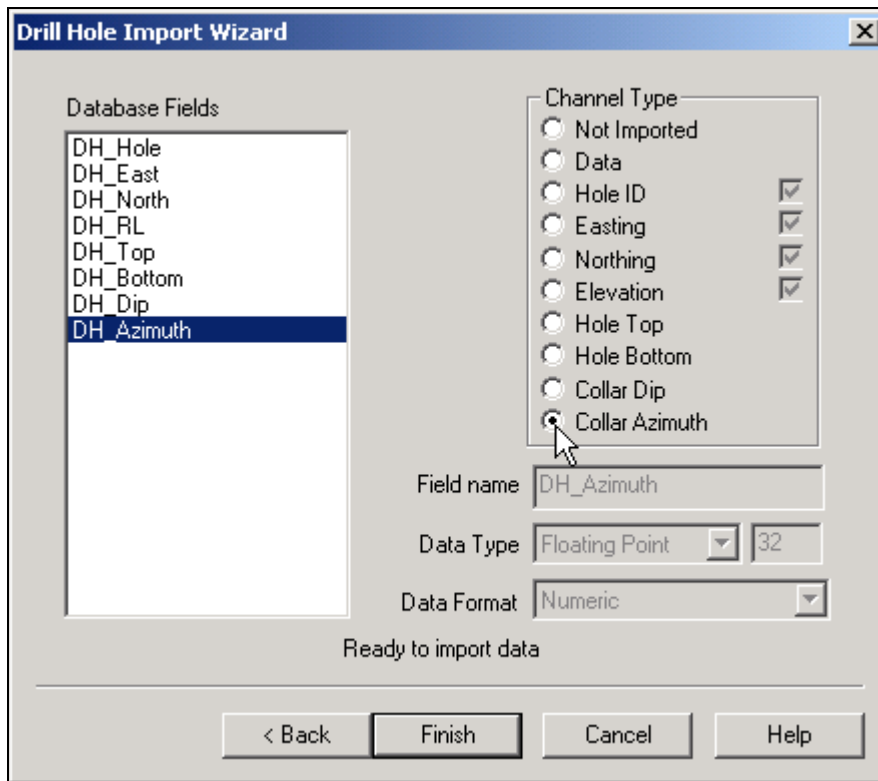 Drill Hole Import Wizard
Database Fields
DH_Hole
DH_East
DH_North
DH_RL
DH_Top
DH_Bottom
DH_Dip
DH_Azimuth
Channel Type
Not Imported
Data
Hole ID
Easting
Northing
Elevation
Hole Top
Hole Bottom
Collar Dip
Collar Azimuth
Field name DH_Azimuth
Data Type Floating Point 32
Data Format Numeric
Ready to import data
< Back Finish Cancel Help